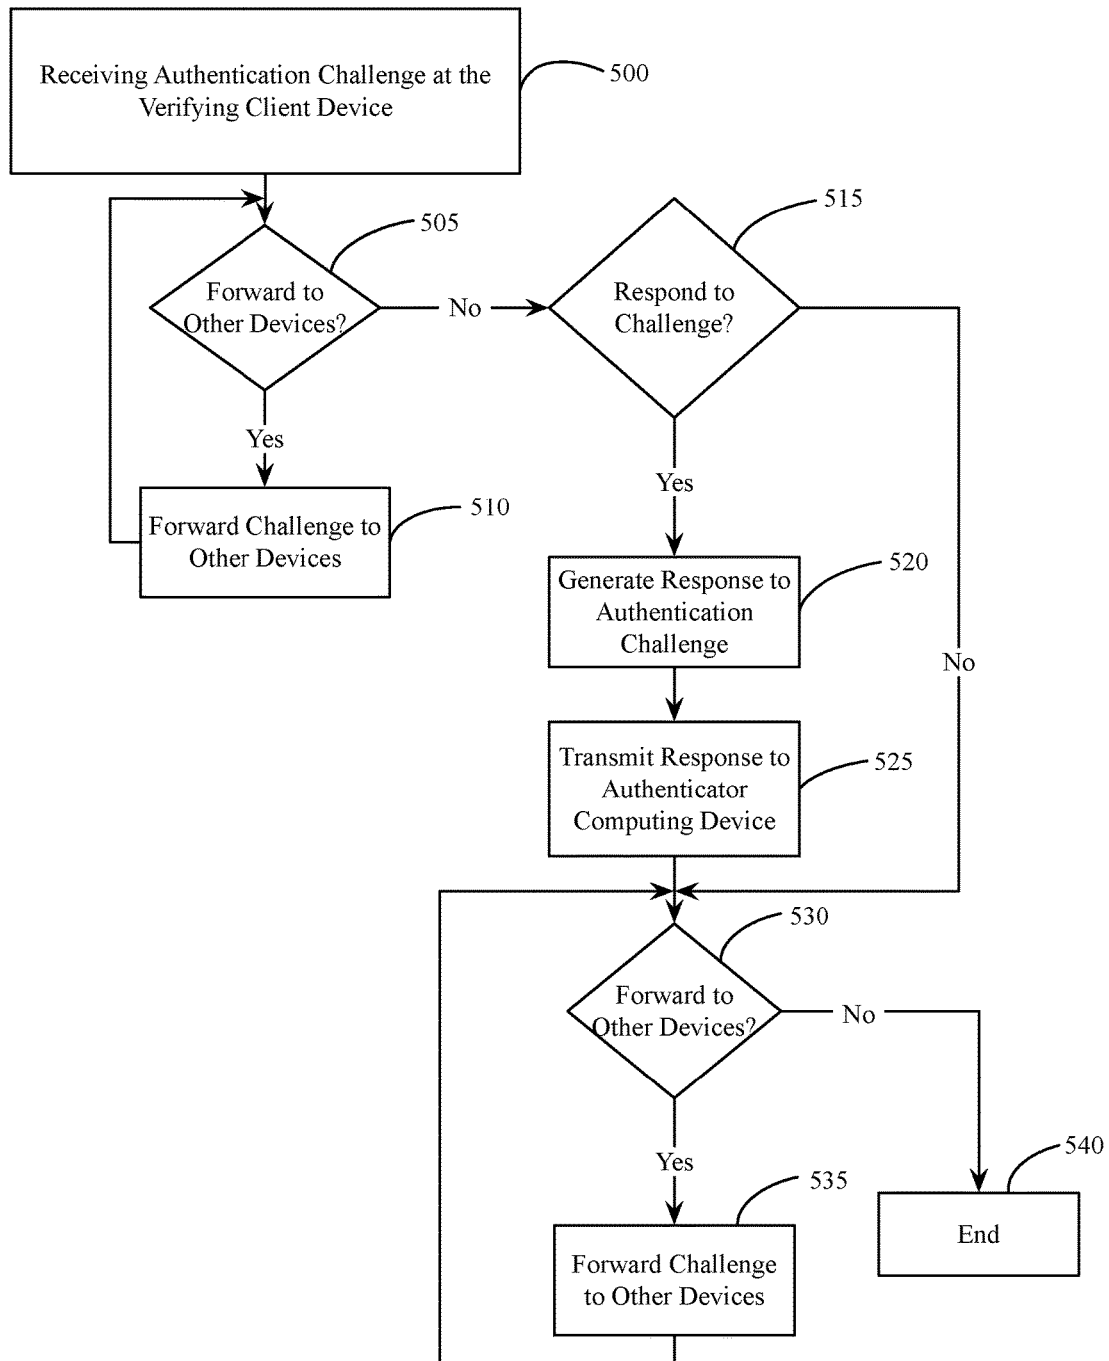 Receiving Authentication Challenge at the
Verifying Client Device
500
505
515
Forward to
Other Devices?
No
Respond to
Challenge?
Yes
510
Forward Challenge to
Other Devices
Yes
520
Generate Response to
Authentication
Challenge
No
525
Transmit Response to
Authenticator
Computing Device
530
Forward to
Other Devices?
No
Yes
535
540
Forward Challenge
to Other Devices
End